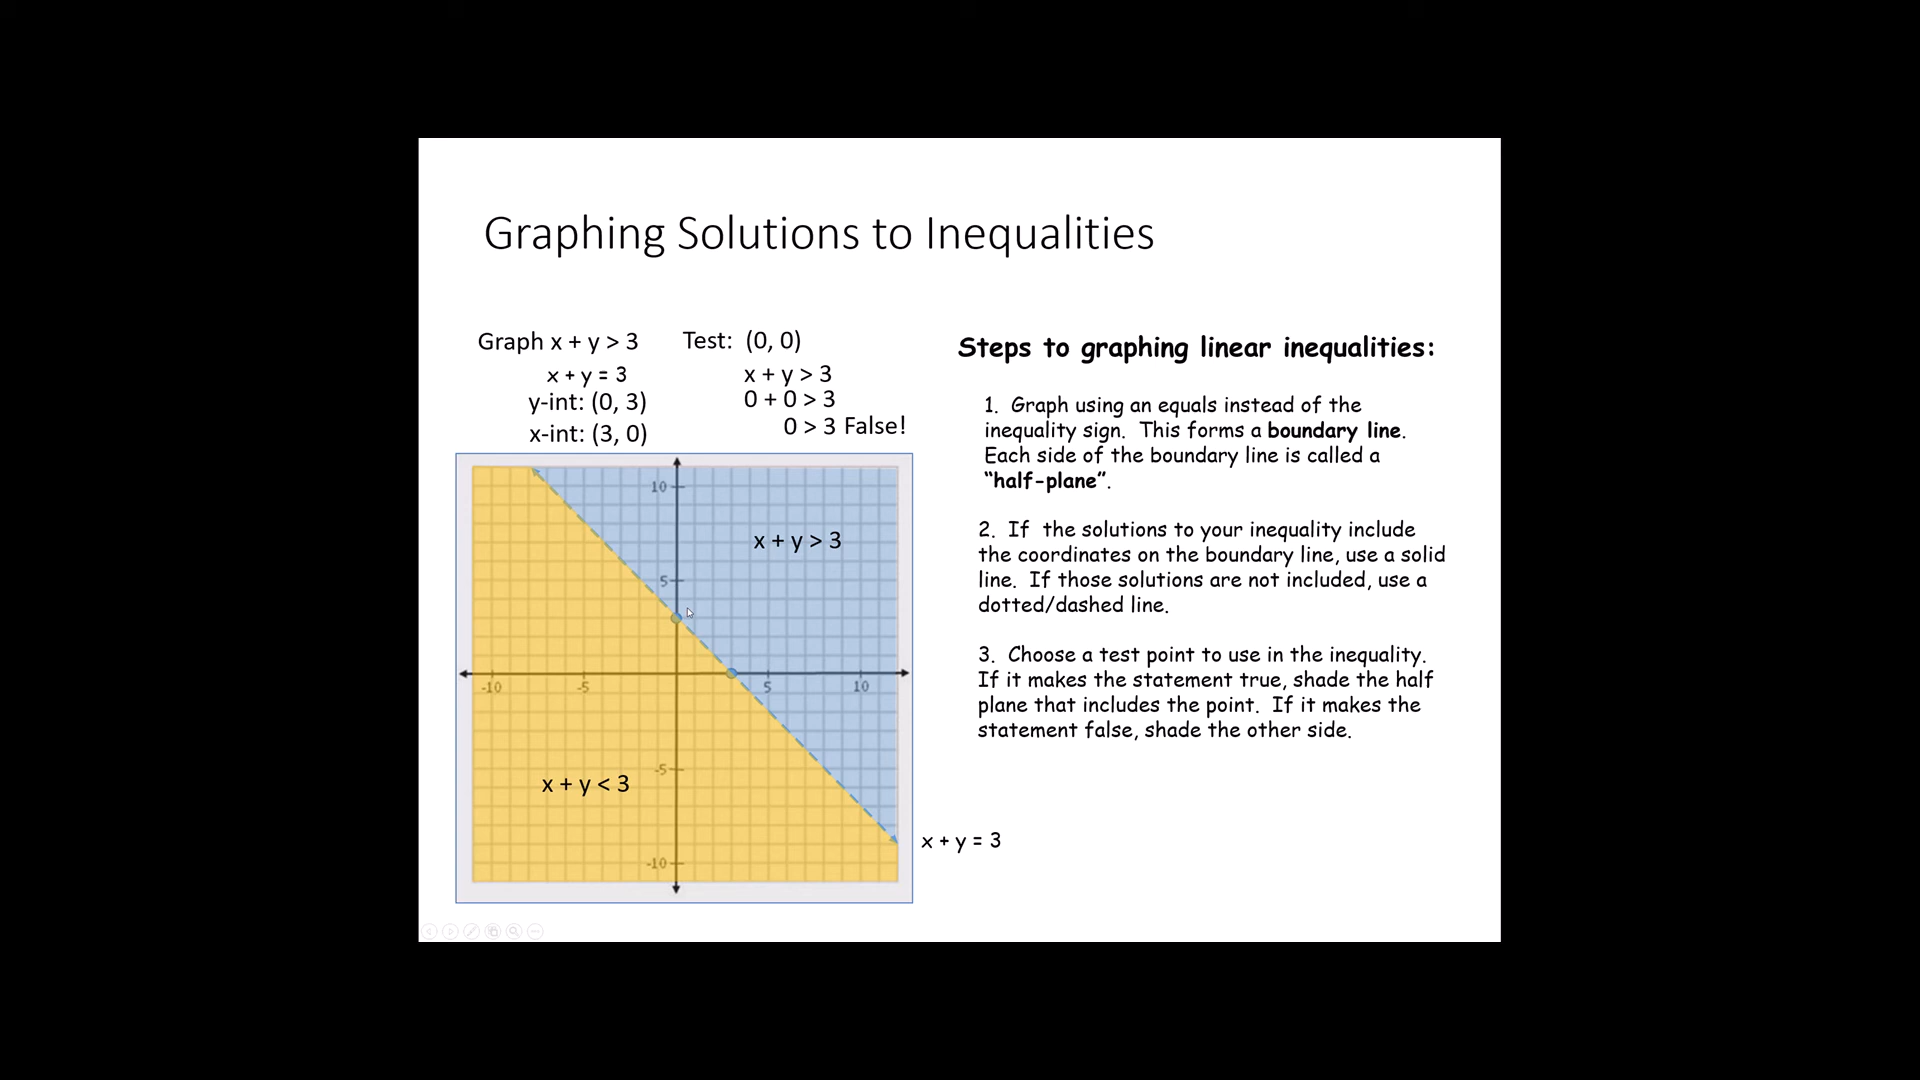 Graphing Solutions to Inequalities
Graph x + y > 3
x + y = 3
y-int: (0, 3)
x-int: (3, 0)
Test: (0, 0)
x + y > 3
0 + 0 > 3
0 > 3 False!
10
x + y > 3
5
-10
-5
5
10
-5
x + y < 3
-10
x + y = 3
Steps to graphing linear inequalities:
1. Graph using an equals instead of the
inequality sign. This forms a boundary line.
Each side of the boundary line is called a
“half-plane”.
2. If the solutions to your inequality include
the coordinates on the boundary line, use a solid
line. If those solutions are not included, use a
dotted/dashed line.
3. Choose a test point to use in the inequality.
If it makes the statement true, shade the half
plane that includes the point. If it makes the
statement false, shade the other side.